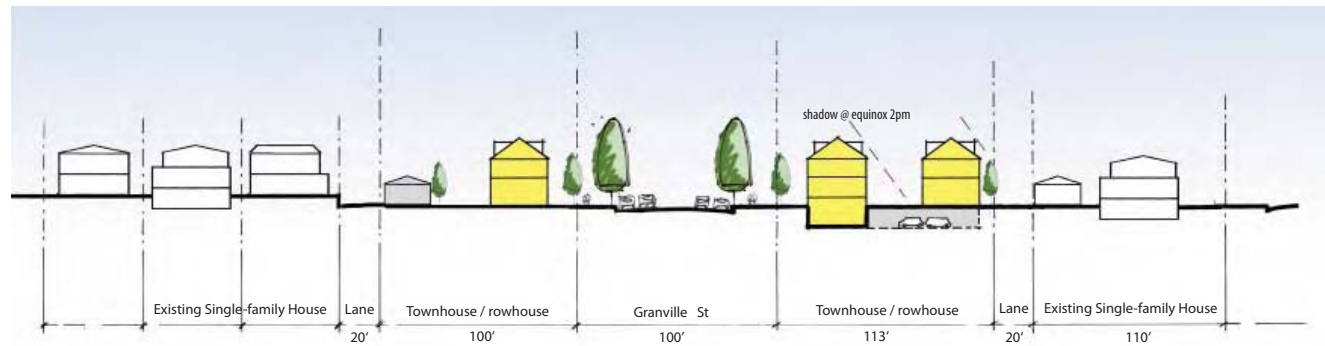 shadow @ equinox 2pm
Existing Single-family House
Lane
Townhouse / rowhouse
Granville St
Townhouse / rowhouse
Lane
Existing Single-family House
20'
100'
100'
113'
20'
110'